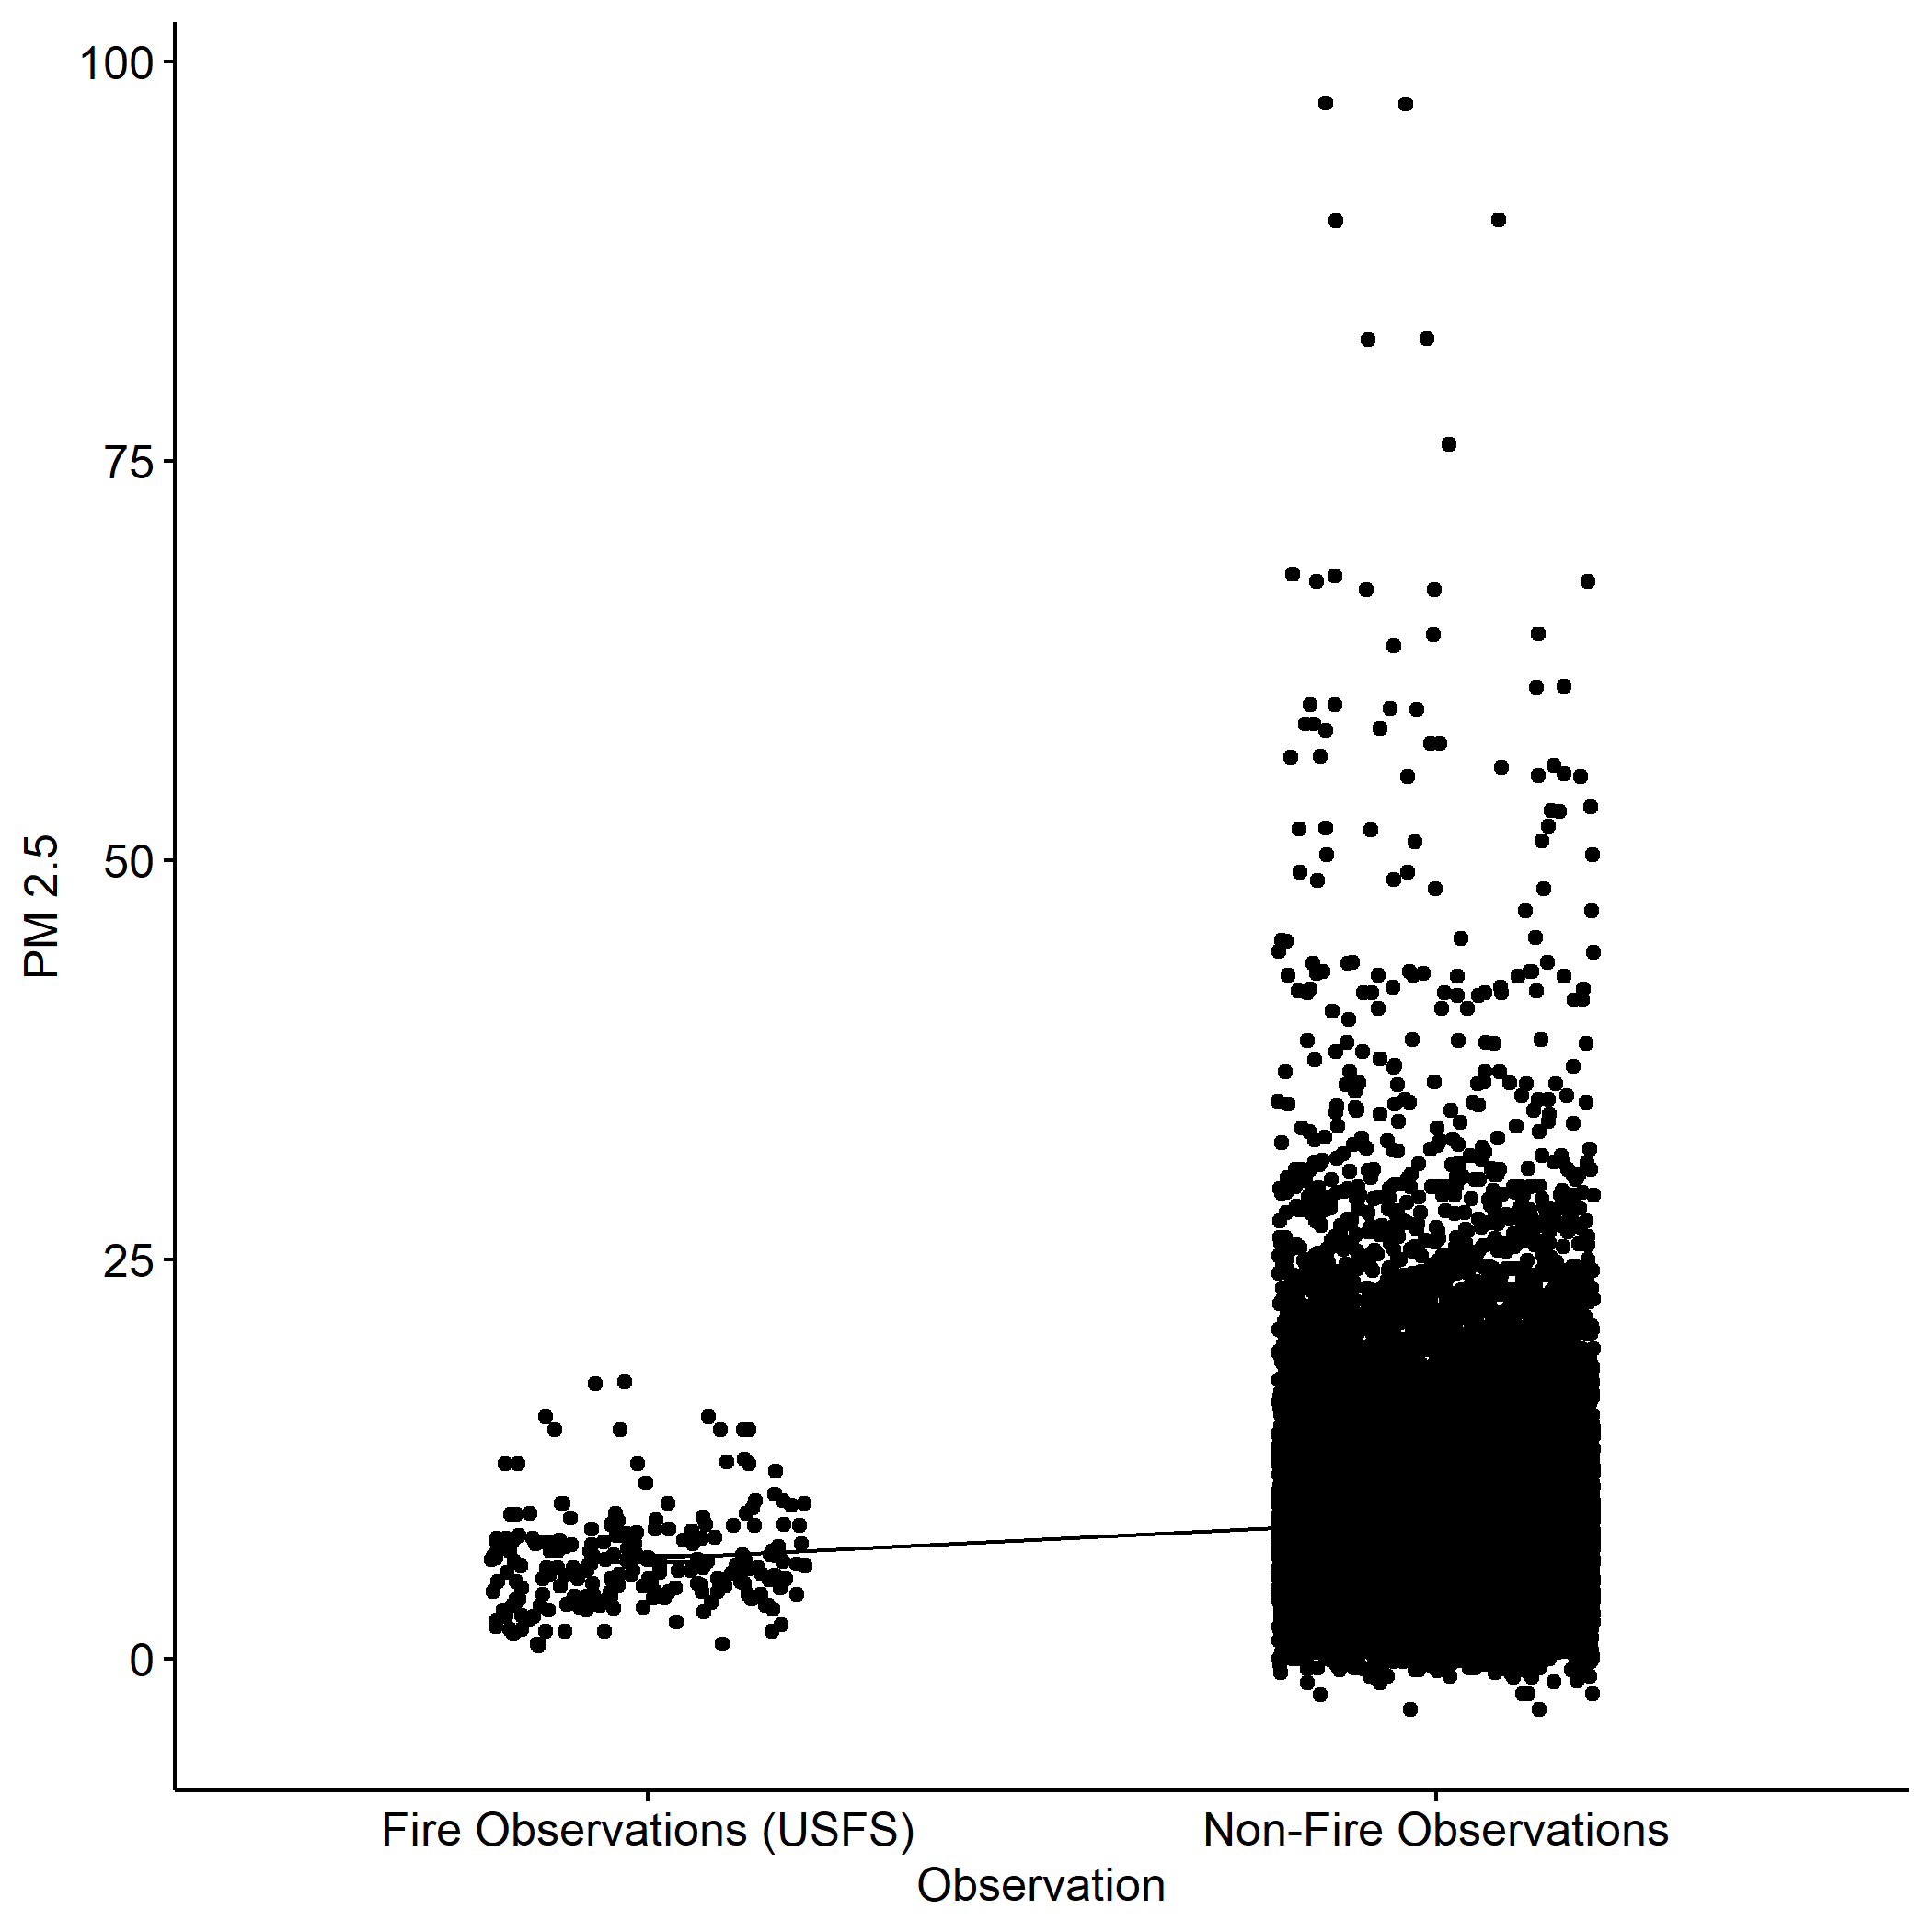 100
75
50
25
0
PM 2.5
Fire Observations (USFS)
Non-Fire Observations
Observation